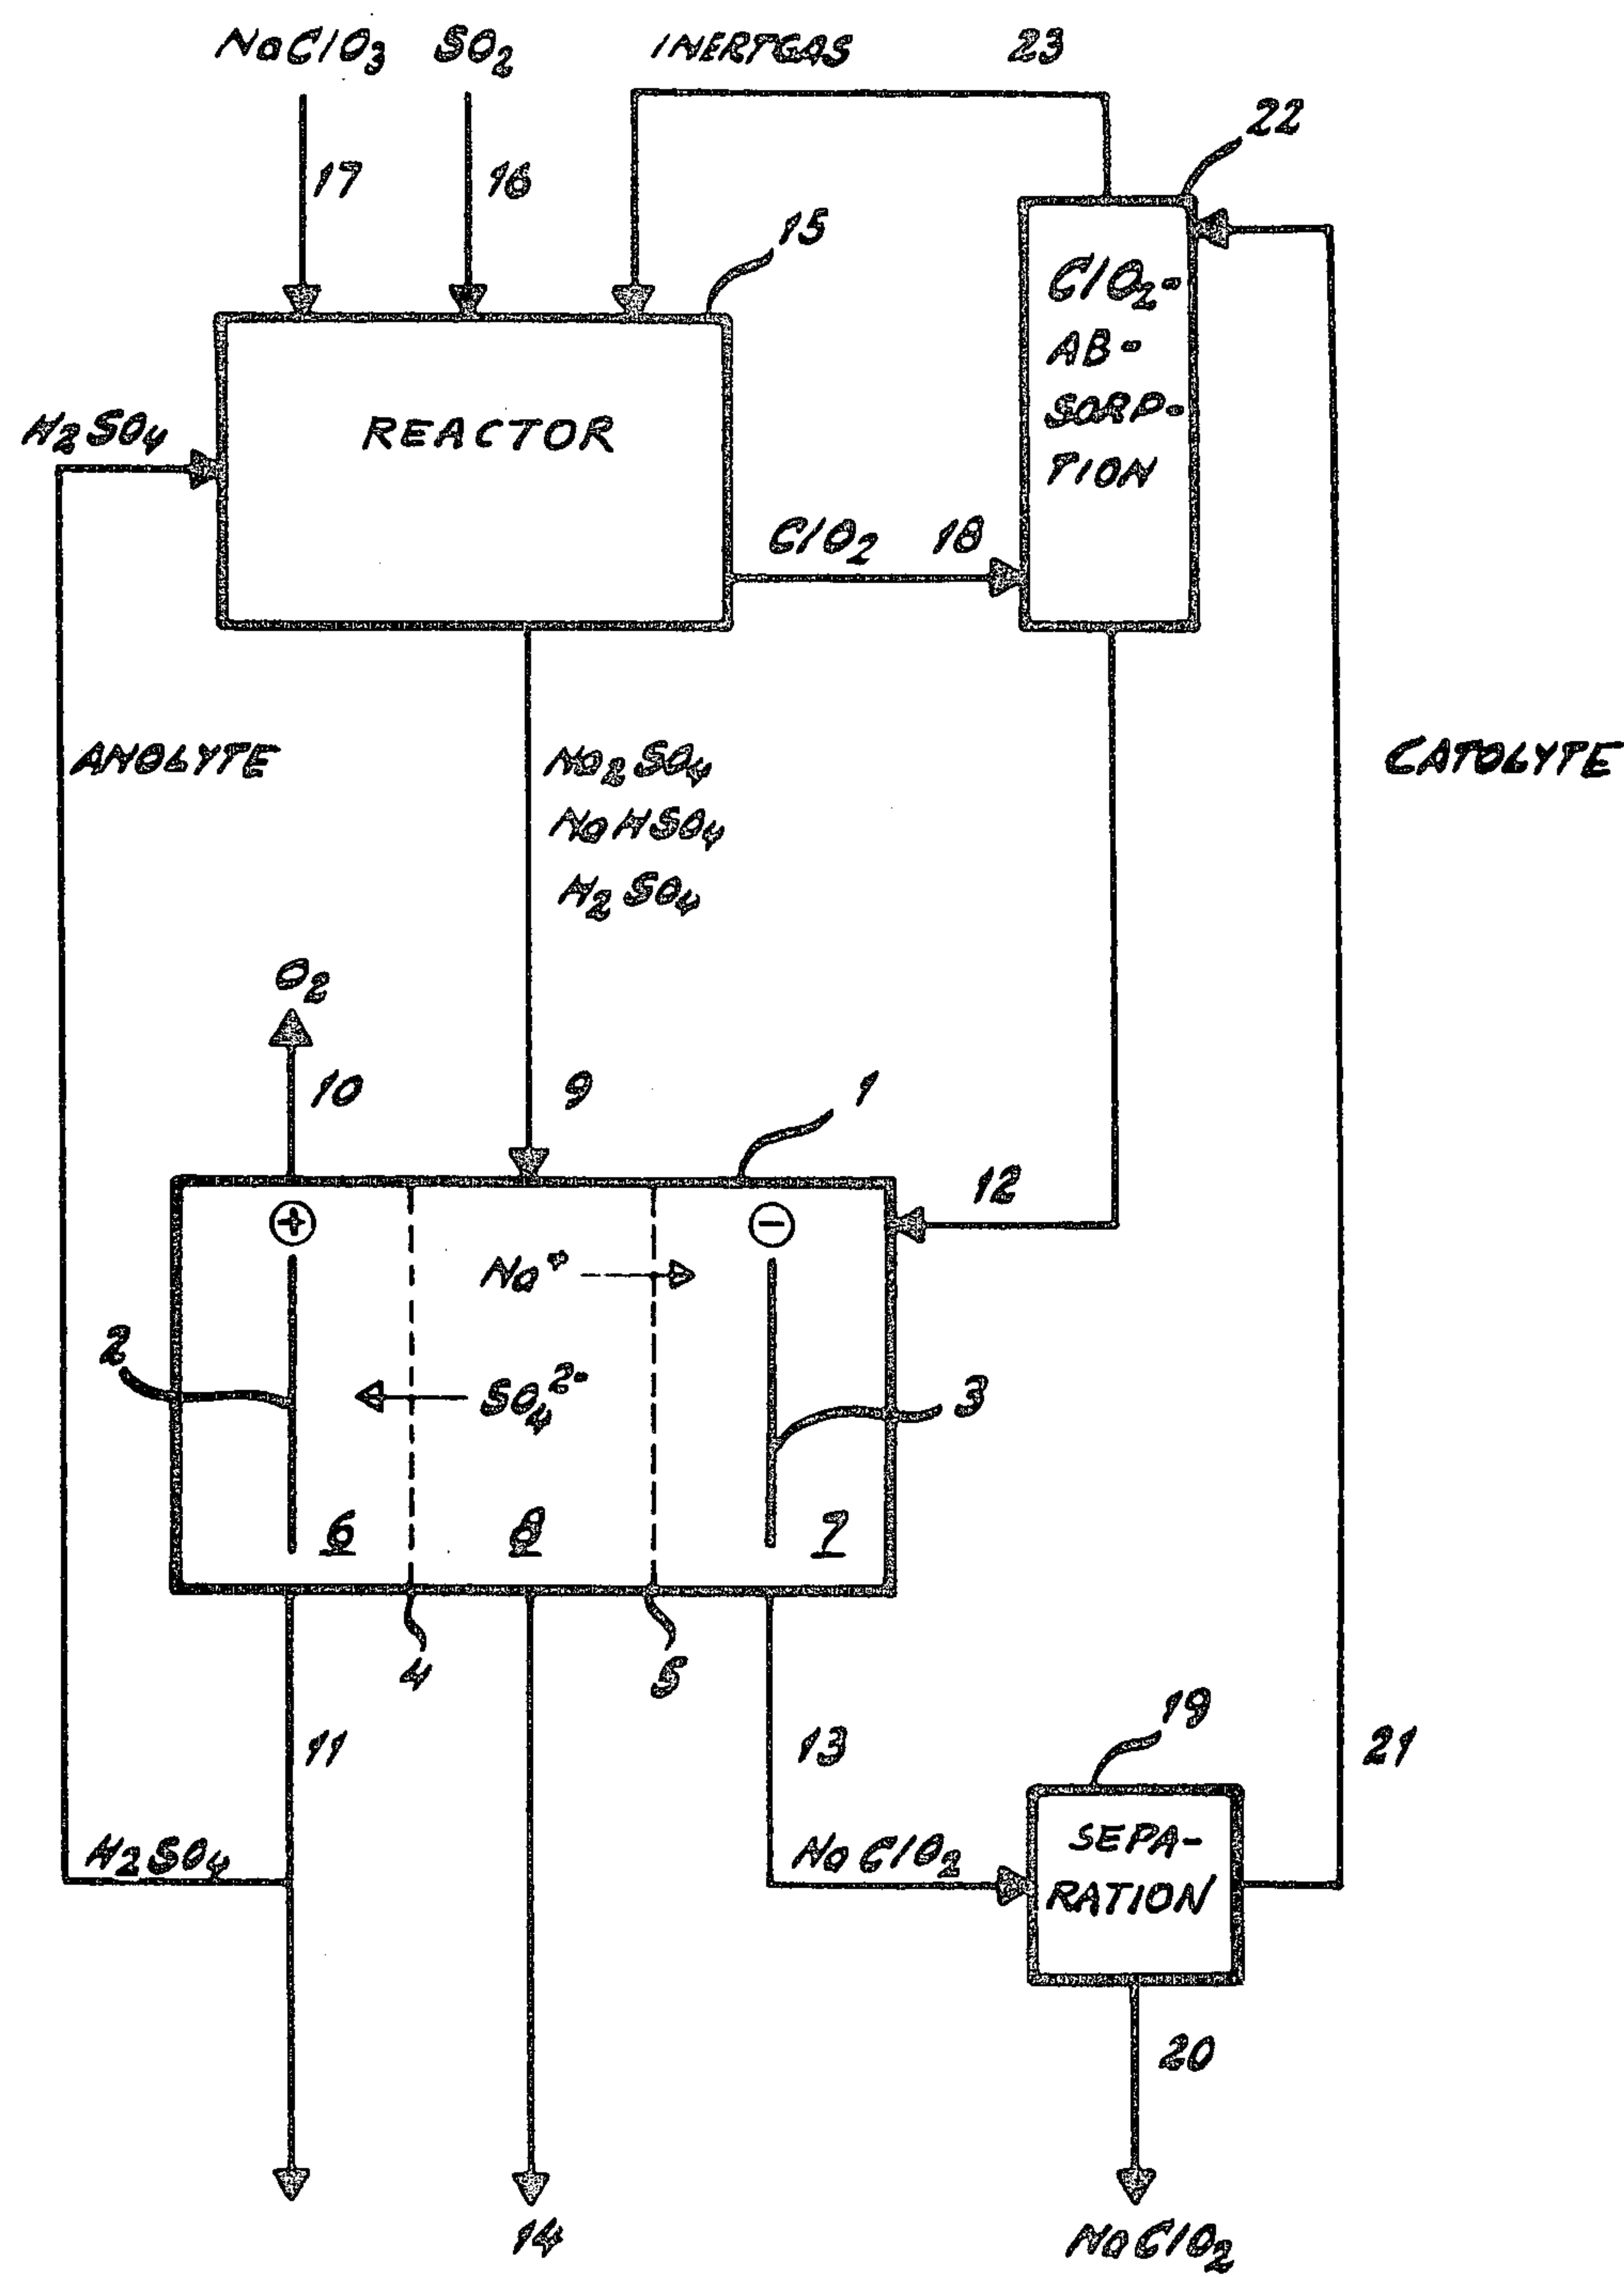 NaClO₃ SO₂ INERTGAS 23
22
17 16
15
ClO₂-
AB-
SORP-
TION
H₂SO₄
REACTOR
ClO₂ 18
ANOLYTE
Na₂SO₄
NaHSO₄
H₂SO₄
CATOLYTE
O₂
10 9 1
12
+ −
Na⁺
2 SO₄²⁻ 3
6 8 7
4 5
11 13 19 21
H₂SO₄ NaClO₂
SEPA-
RATION
20
14 NaClO₂